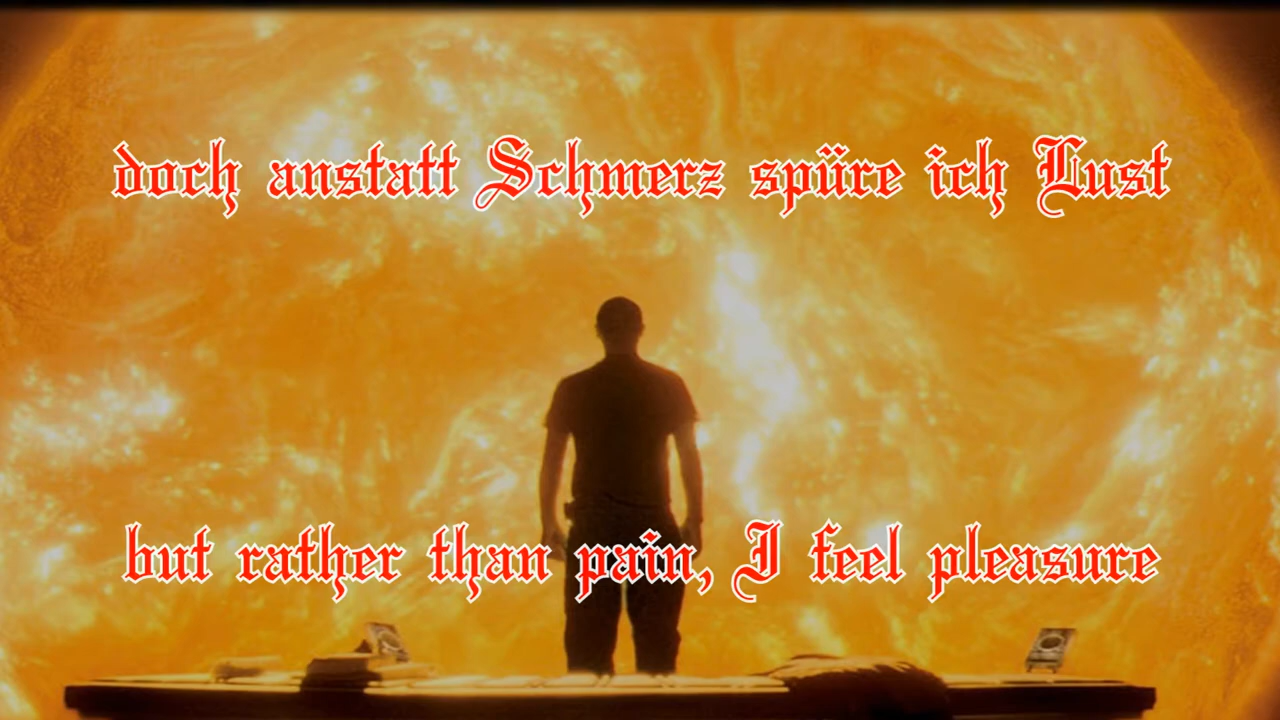 doch anstatt Schmerz spüre ich Lust
but rather than pain, I feel pleasure